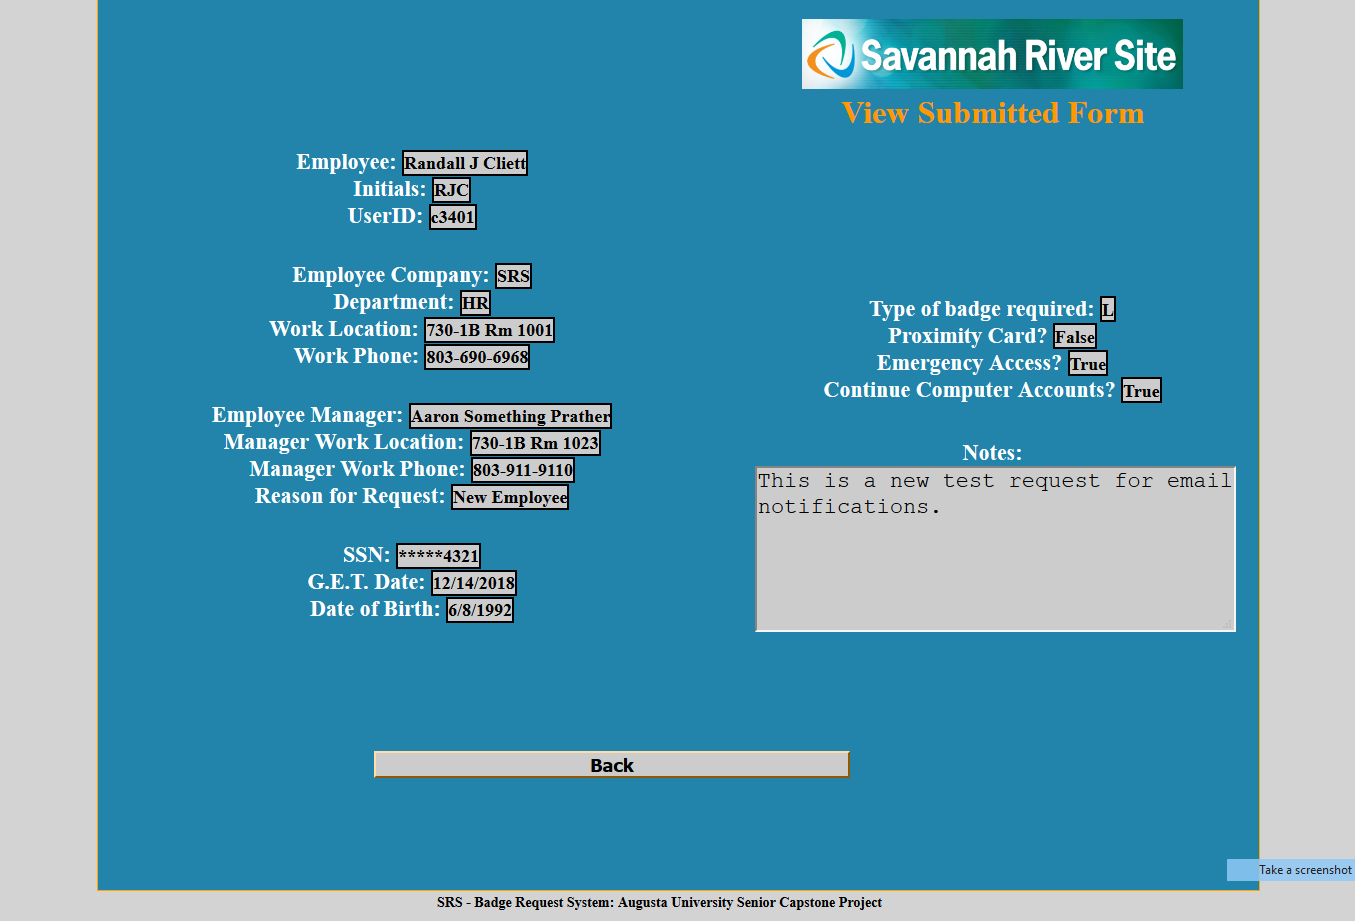 Savannah River Site
View Submitted Form
Employee: Randall J Cliett
Initials: RJC
UserID: c3401
Employee Company: SRS
Department: HR
Work Location: 730-1B Rm 1001
Work Phone: 803-690-6968
Employee Manager: Aaron Something Prather
Manager Work Location: 730-1B Rm 1023
Manager Work Phone: 803-911-9110
Reason for Request: New Employee
SSN: *****4321
G.E.T. Date: 12/14/2018
Date of Birth: 6/8/1992
Type of badge required: L
Proximity Card? False
Emergency Access? True
Continue Computer Accounts? True
Notes:
This is a new test request for email
notifications.
Back
Take a screenshot
SRS - Badge Request System: Augusta University Senior Capstone Project